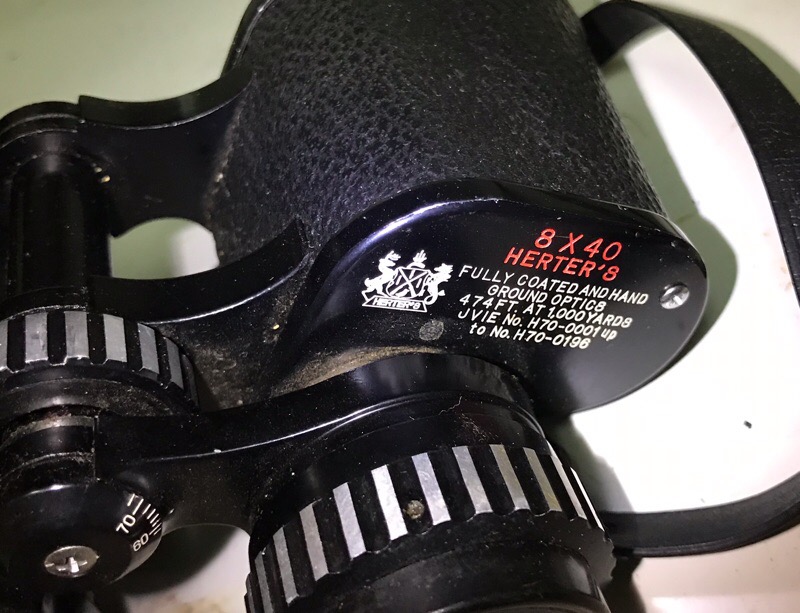 8 X 40
HERTER'S
FULLY COATED AND HAND
GROUND OPTICS
474 FT. AT 1,000 YARDS
JVIE No. H70-0001 up
to No. H70-0196
HERTER'S
70
60